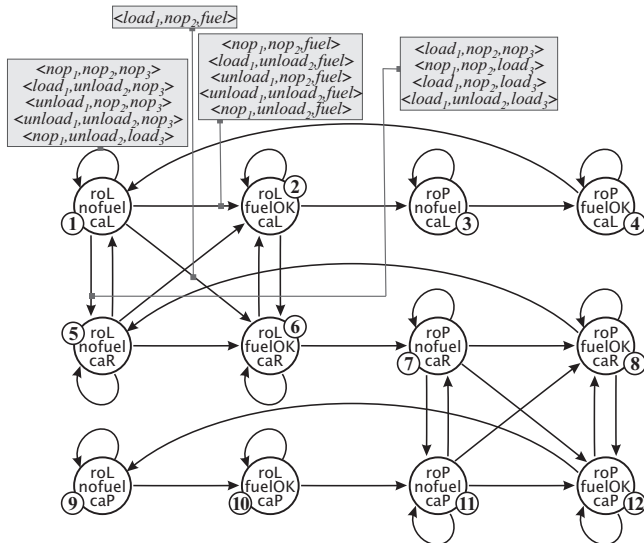 <load₁,nop₂,fuel>
<nop₁,nop₂,nop₃>
<load₁,unload₂,nop₃>
<unload₁,nop₂,nop₃>
<unload₁,unload₂,nop₃>
<nop₁,unload₂,load₃>
<nop₁,nop₂,fuel>
<load₁,unload₂,fuel>
<unload₁,nop₂,fuel>
<unload₁,unload₂,fuel>
<nop₁,unload₂,fuel>
<load₁,nop₂,nop₃>
<nop₁,nop₂,load₃>
<load₁,nop₂,load₃>
<load₁,unload₂,load₃>
roL
nofuel
caL
1
roL
fuelOK
caL
2
roP
nofuel
caL
3
roP
fuelOK
caL
4
roL
nofuel
caR
5
roL
fuelOK
caR
6
roP
nofuel
caR
7
roP
fuelOK
caR
8
roL
nofuel
caP
9
roL
fuelOK
caP
10
roP
nofuel
caP
11
roP
fuelOK
caP
12